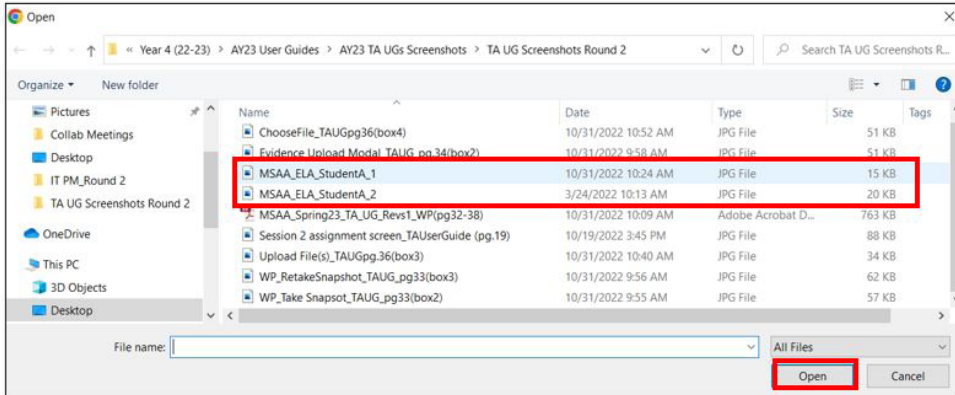 Open
« Year 4 (22-23) > AY23 User Guides > AY23 TA UGs Screenshots > TA UG Screenshots Round 2
Search TA UG Screenshots R...
Organize
New folder
Pictures
Collab Meetings
Desktop
IT PM_Round 2
TA UG Screenshots Round 2
OneDrive
This PC
3D Objects
Desktop
Name Date Type Size Tags
ChooseFile_TAUGpg36(box4) 10/31/2022 10:52 AM JPG File 51 KB
Evidence Upload Modal_TAUG_pg.34(box2) 10/31/2022 9:58 AM JPG File 51 KB
MSAA_ELA_StudentA_1 10/31/2022 10:24 AM JPG File 15 KB
MSAA_ELA_StudentA_2 3/24/2022 10:13 AM JPG File 20 KB
MSAA_Spring23_TA_UG_Revs1_WP(pg32-38) 10/31/2022 10:09 AM Adobe Acrobat D... 763 KB
Session 2 assignment screen_TAUserGuide (pg.19) 10/19/2022 3:45 PM JPG File 88 KB
Upload File(s)_TAUGpg.36(box3) 10/31/2022 10:40 AM JPG File 34 KB
WP_RetakeSnapshot_TAUG_pg33(box3) 10/31/2022 9:56 AM JPG File 62 KB
WP_Take Snapsot_TAUG_pg33(box2) 10/31/2022 9:55 AM JPG File 57 KB
File name:
All Files
Open
Cancel